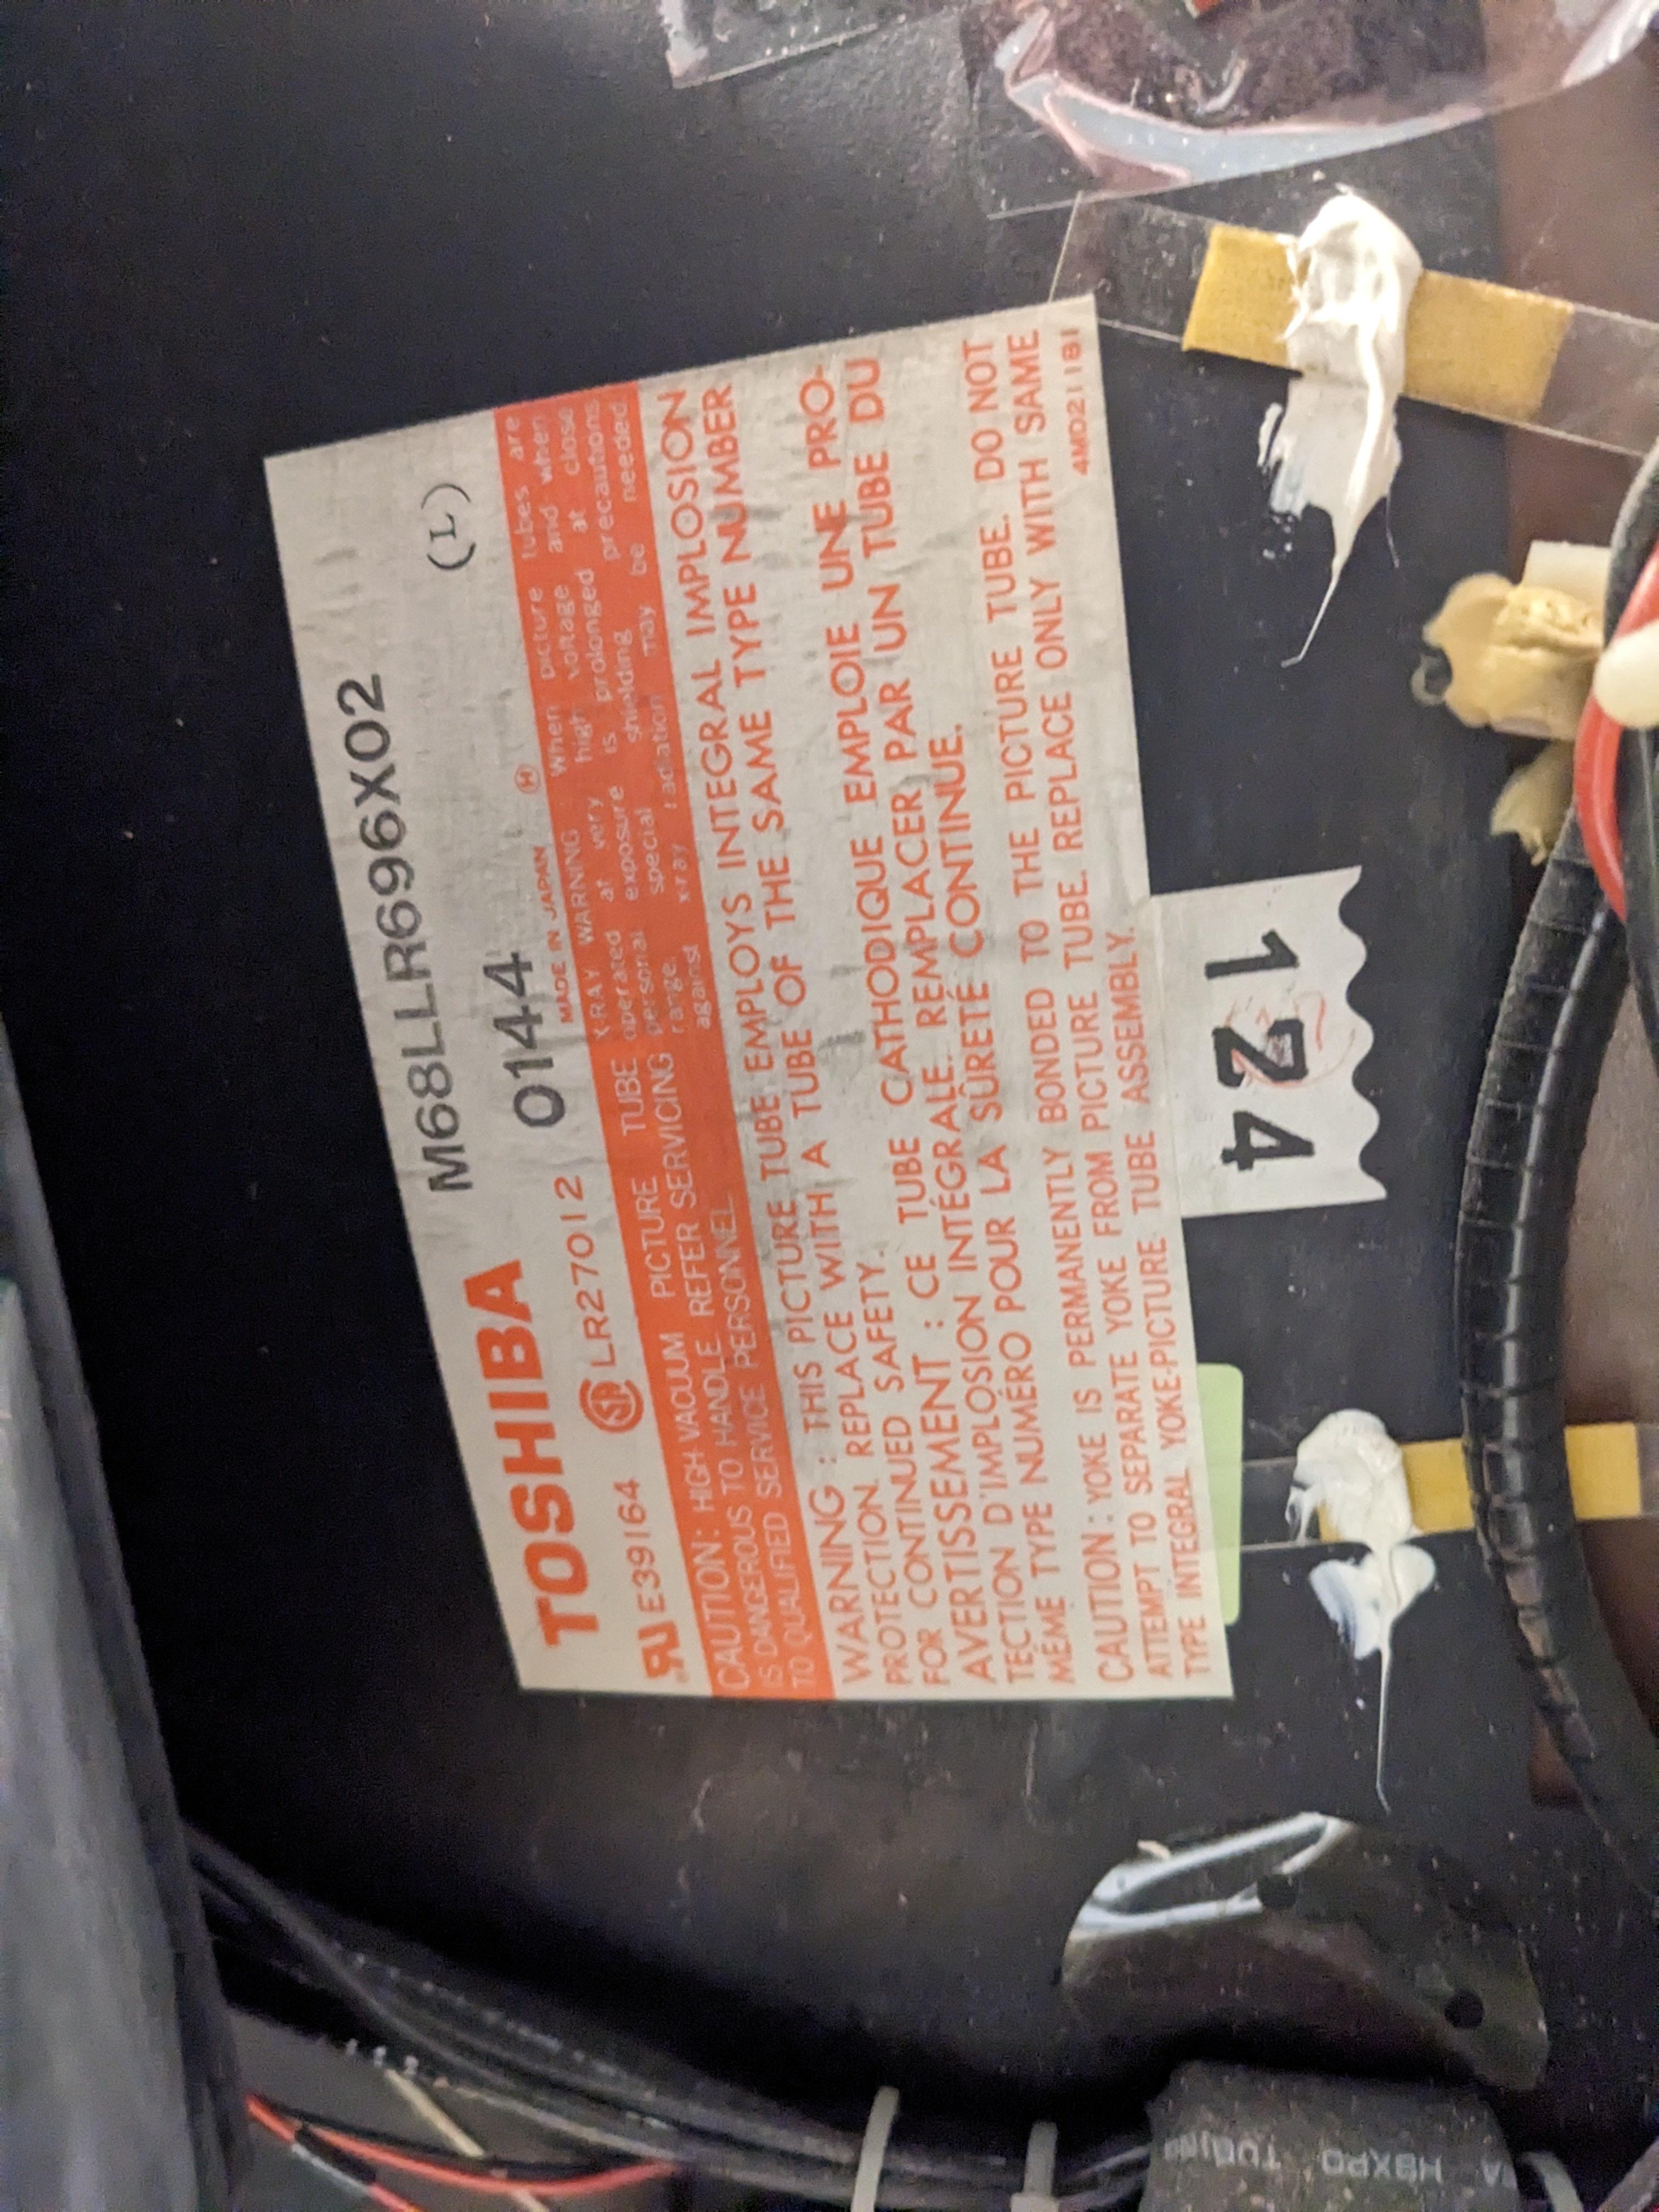 M68LLR696X02
TOSHIBA
0144
(L)
E39164
LR27012
MADE IN JAPAN
H
CAUTION: HIGH VACUUM PICTURE TUBE
IS DANGEROUS TO HANDLE REFER SERVICING
TO QUALIFIED SERVICE PERSONNEL
X RAY WARNING When picture tubes are
operated at very high voltage and when
personal exposure is prolonged at close
range special shielding precautions
against x ray radiation may be needed
WARNING : THIS PICTURE TUBE EMPLOYS INTEGRAL IMPLOSION
PROTECTION. REPLACE WITH A TUBE OF THE SAME TYPE NUMBER
FOR CONTINUED SAFETY.
AVERTISSEMENT : CE TUBE CATHODIQUE EMPLOIE UNE PRO-
TECTION D'IMPLOSION INTÉGRALE. REMPLACER PAR UN TUBE DU
MÊME TYPE NUMÉRO POUR LA SÛRETÉ CONTINUE.
CAUTION : YOKE IS PERMANENTLY BONDED TO THE PICTURE TUBE. DO NOT
ATTEMPT TO SEPARATE YOKE FROM PICTURE TUBE. REPLACE ONLY WITH SAME
TYPE INTEGRAL YOKE-PICTURE TUBE ASSEMBLY.
4M021181
124